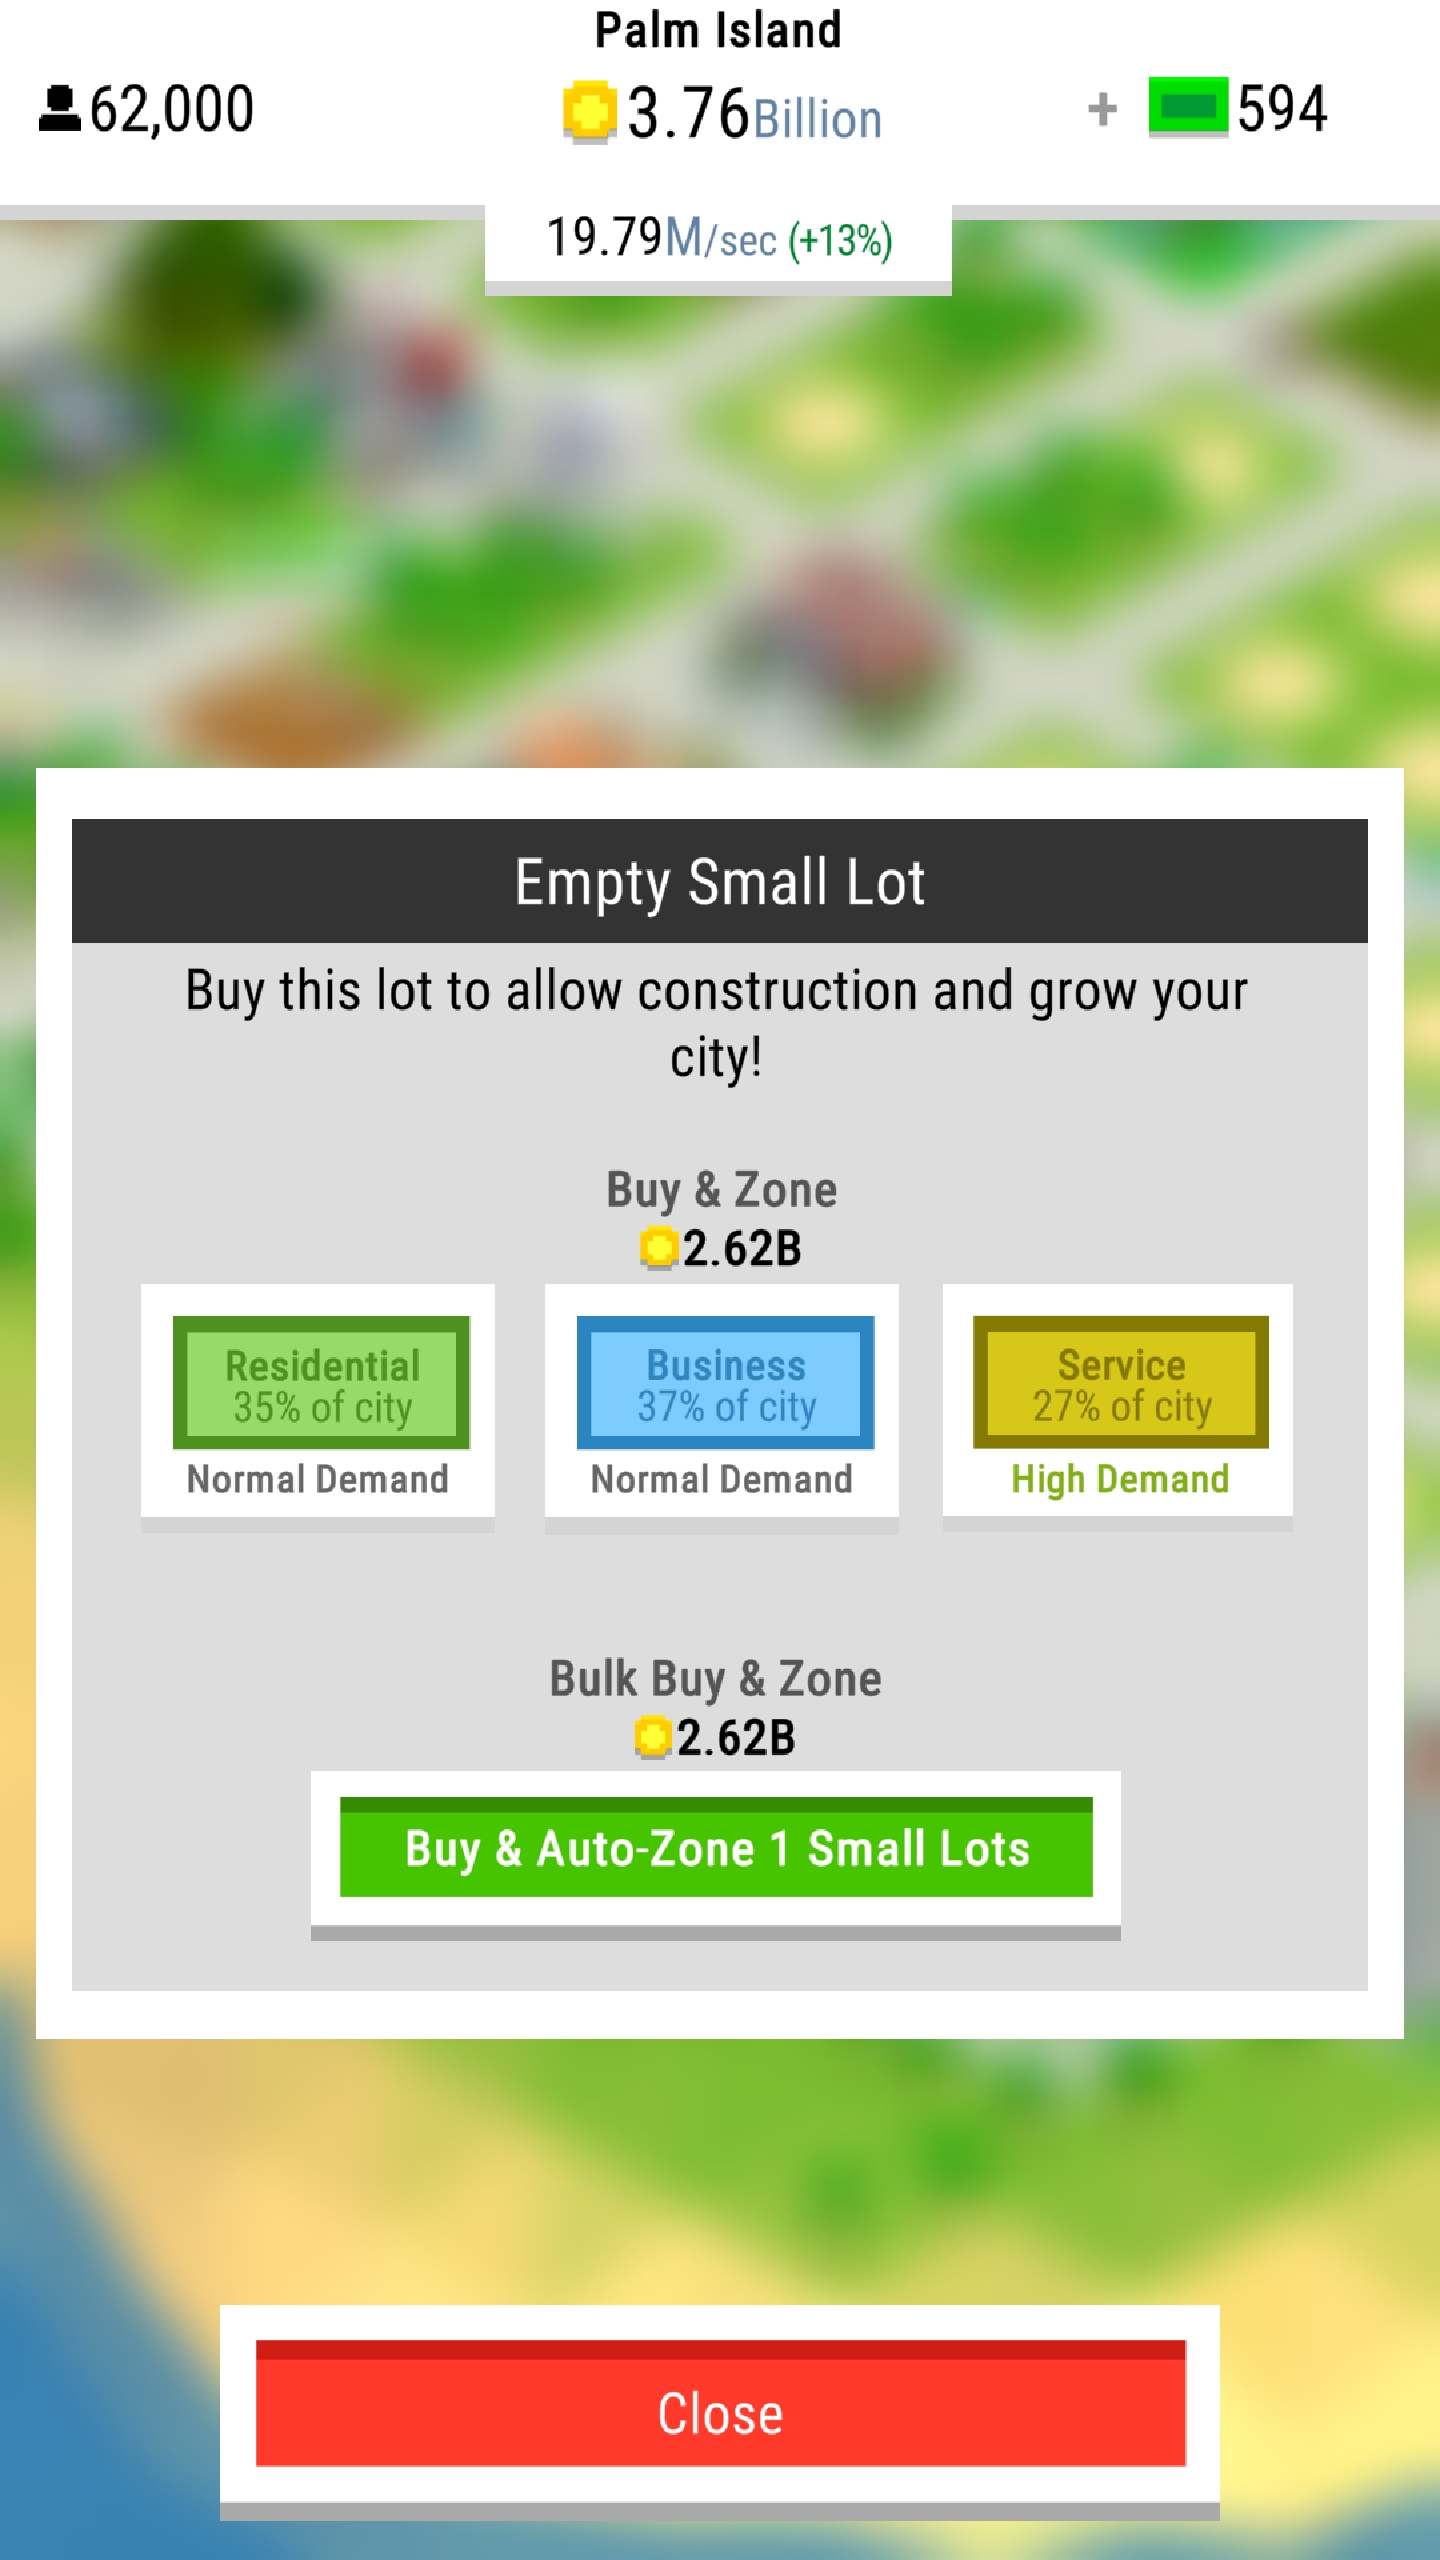 Palm Island
62,000
3.76Billion
+ 594
19.79M/sec (+13%)
Empty Small Lot
Buy this lot to allow construction and grow your
city!
Buy & Zone
2.62B
Residential
35% of city
Normal Demand
Business
37% of city
Normal Demand
Service
27% of city
High Demand
Bulk Buy & Zone
2.62B
Buy & Auto-Zone 1 Small Lots
Close